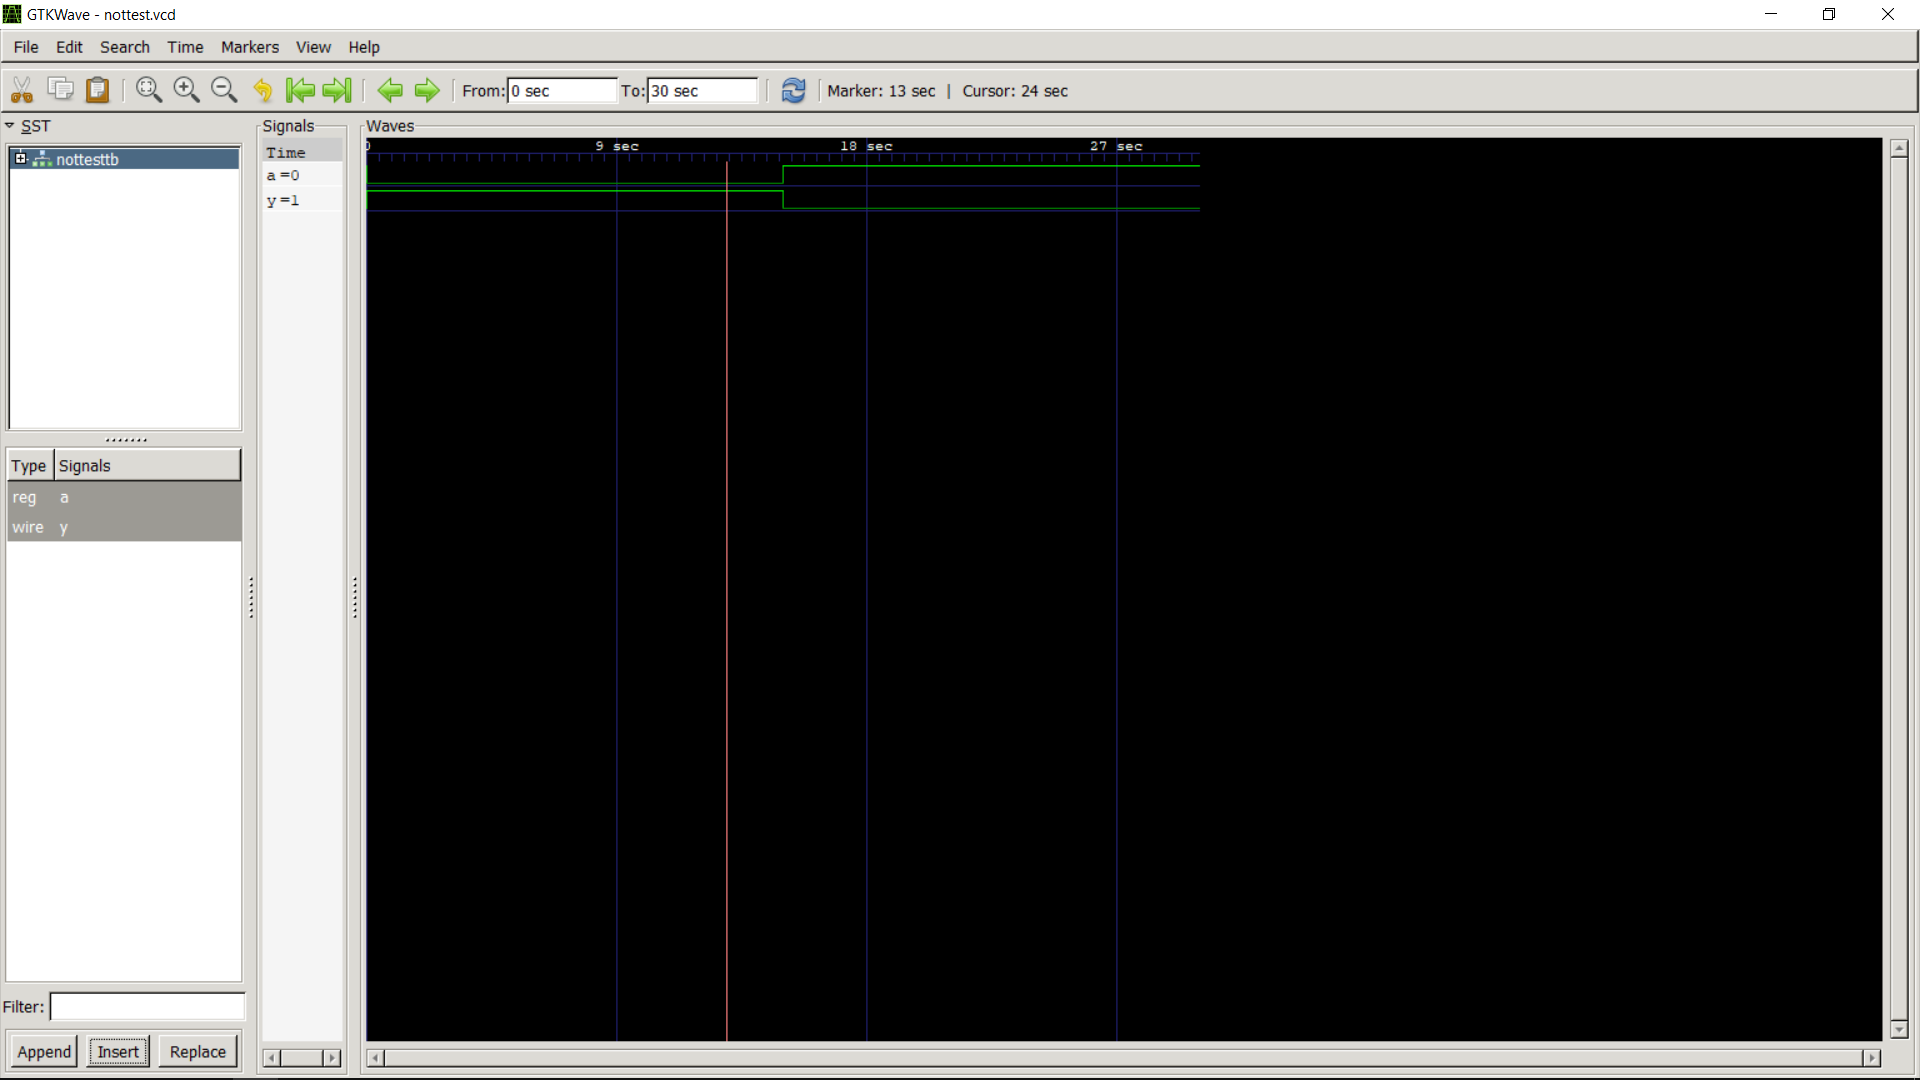 GTKWave - nottest.vcd
File Edit Search Time Markers View Help
From: 0 sec To: 30 sec Marker: 13 sec | Cursor: 24 sec
SST
nottesttb
Type Signals
reg a
wire y
Filter:
Append Insert Replace
Signals
Time
a =0
y =1
Waves
0 9 sec 18 sec 27 sec